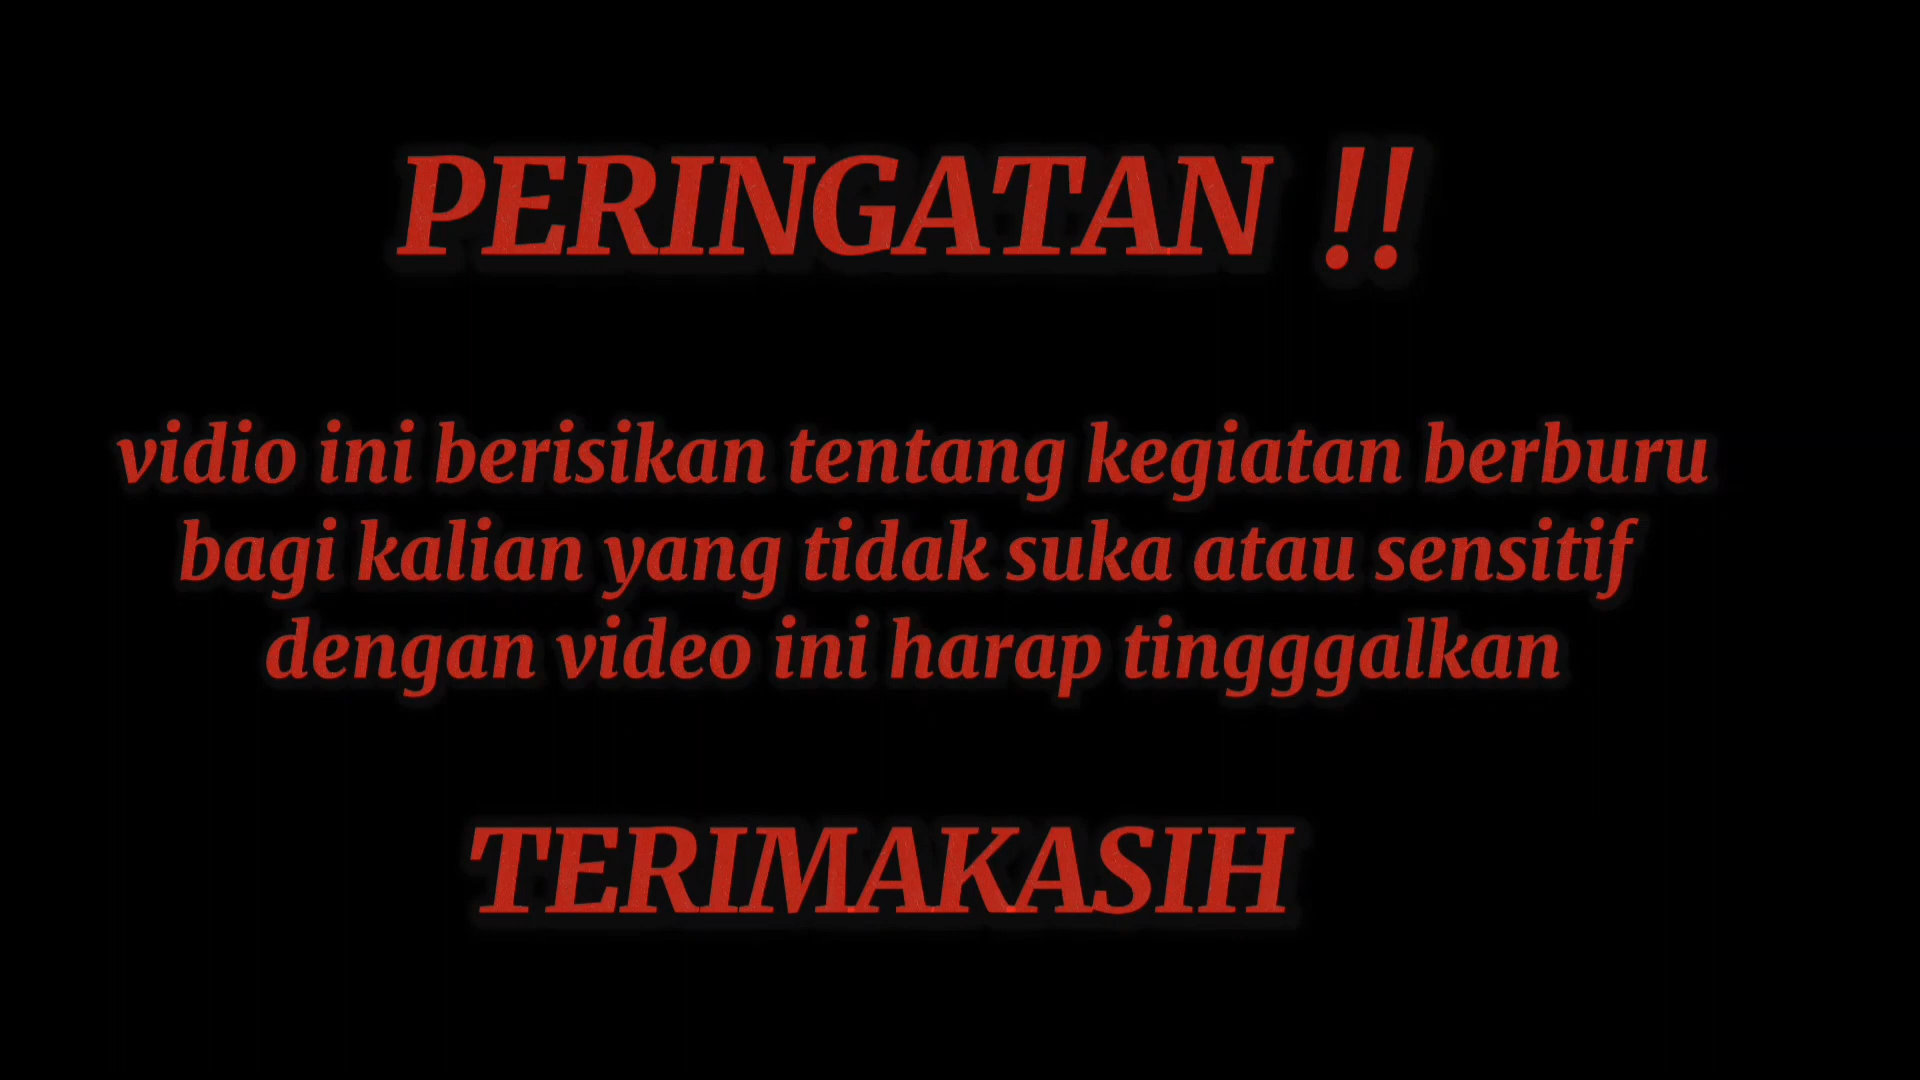 PERINGATAN !!
vidio ini berisikan tentang kegiatan berburu
bagi kalian yang tidak suka atau sensitif
dengan video ini harap tingggalkan
TERIMAKASIH